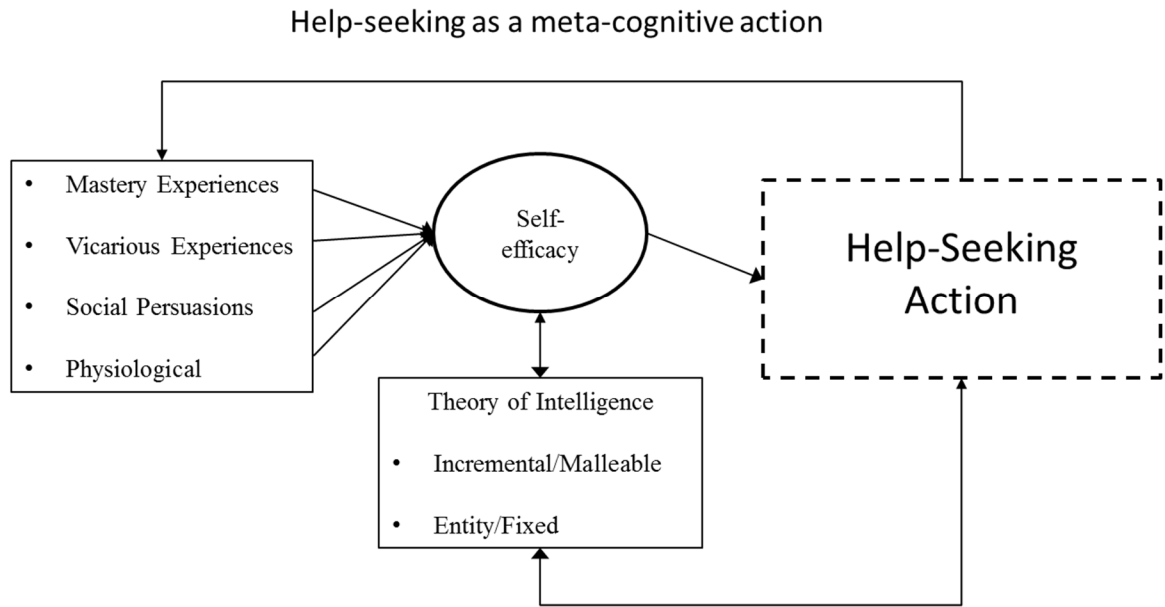 Help-seeking as a meta-cognitive action
• Mastery Experiences
• Vicarious Experiences
• Social Persuasions
• Physiological
Self-
efficacy
Help-Seeking
Action
Theory of Intelligence
• Incremental/Malleable
• Entity/Fixed